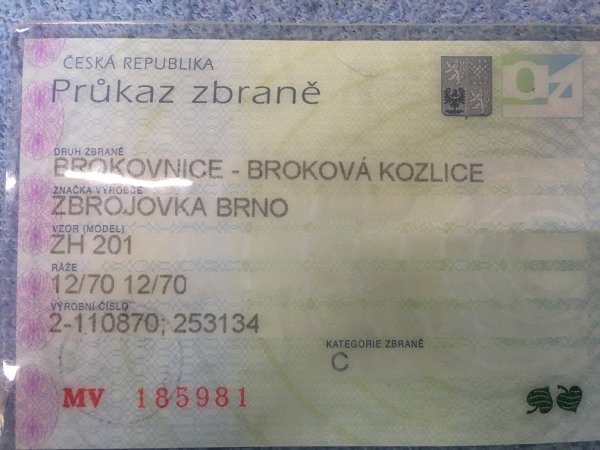 ČESKÁ REPUBLIKA
Průkaz zbraně
DRUH ZBRANĚ
BROKOVNICE - BROKOVÁ KOZLICE
ZNAČKA VÝROBCE
ZBROJOVKA BRNO
VZOR (MODEL)
ZH 201
RÁŽE
12/70 12/70
VÝROBNÍ ČÍSLO
2-110870; 253134
KATEGORIE ZBRANĚ
C
MV 185981